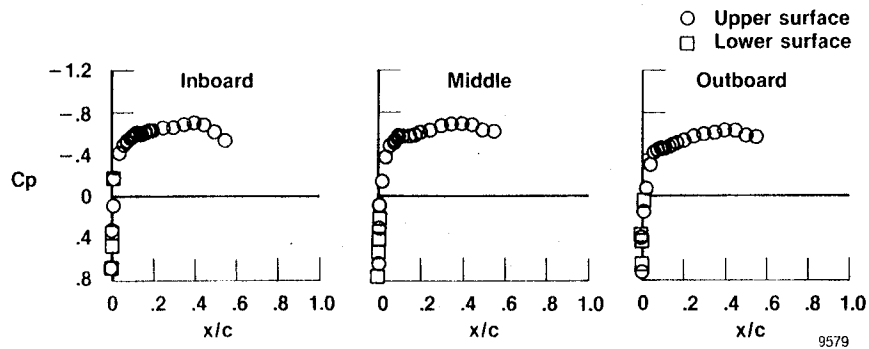 Upper surface
Lower surface
Inboard
Middle
Outboard
Cp
−1.2
−.8
−.4
0
.4
.8
0 .2 .4 .6 .8 1.0
0 .2 .4 .6 .8 1.0
0 .2 .4 .6 .8 1.0
x/c
x/c
x/c
9579